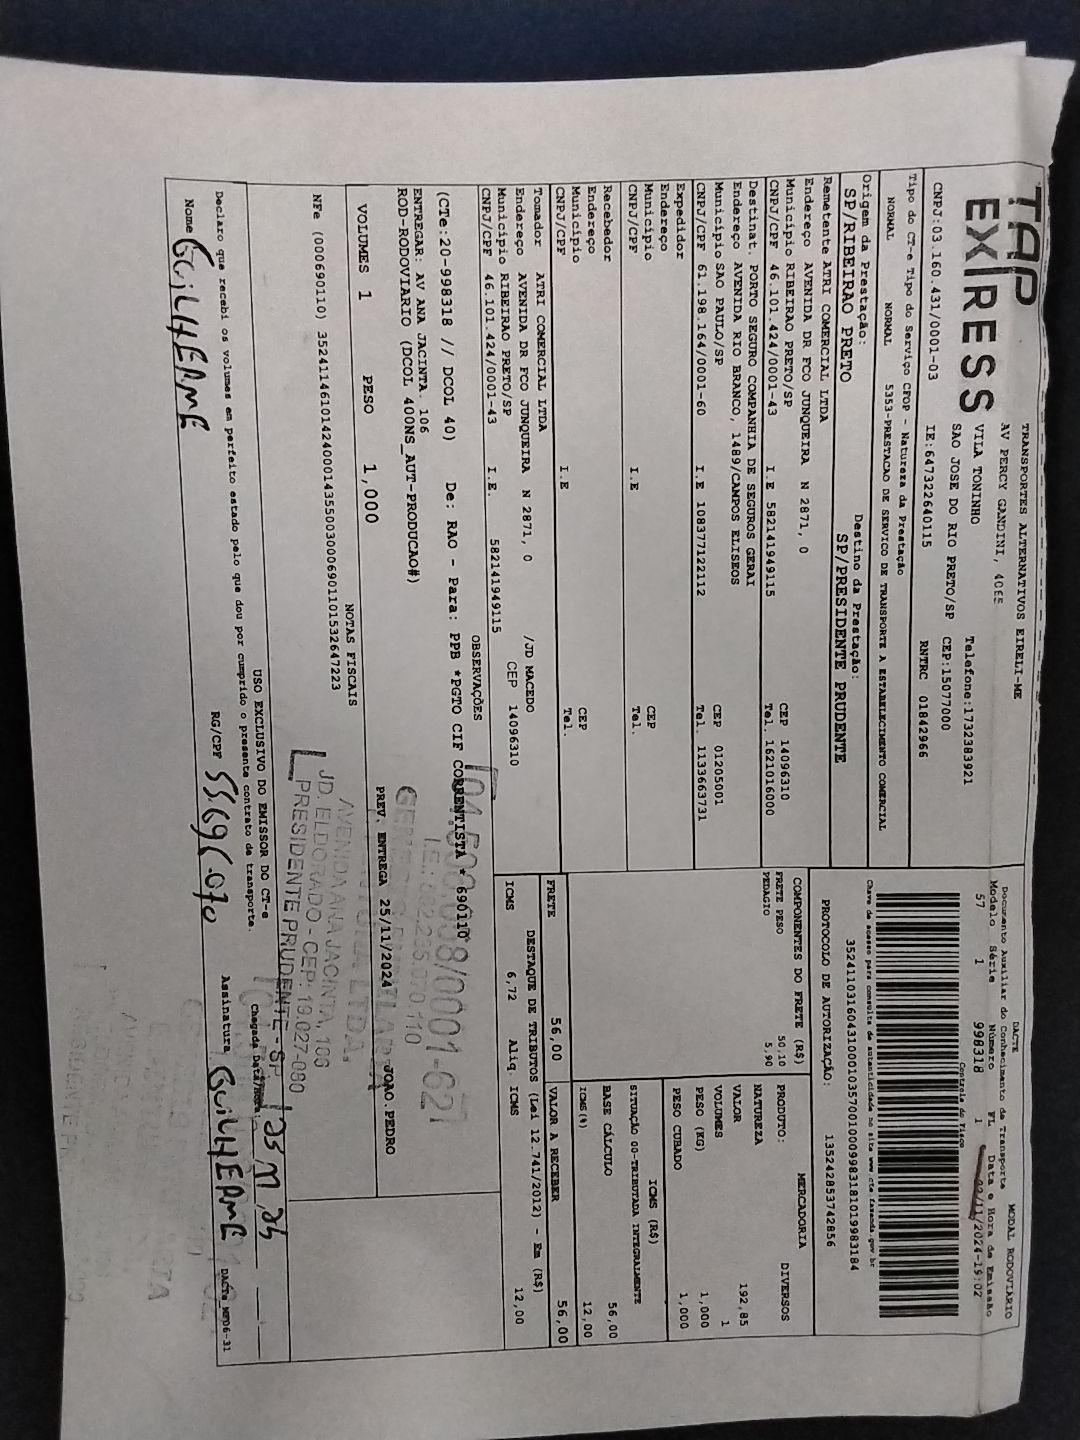 TAP
EXPRESS
TRANSPORTES ALTERNATIVOS EIRELI-ME
AV PERCY GANDINI, 4065
VILA TONINHO Telefone:1732383921
SAO JOSE DO RIO PRETO/SP CEP:15077000
CNPJ:03.160.431/0001-03 IE:647322640115 RNTRC 01842966
Tipo do CT-e Tipo do Serviço CFOP - Natureza da Prestação
NORMAL NORMAL 5353-PRESTACAO DE SERVICO DE TRANSPORTE A ESTABELECIMENTO COMERCIAL
Origem da Prestação: Destino da Prestação:
SP/RIBEIRAO PRETO SP/PRESIDENTE PRUDENTE
Remetente ATRI COMERCIAL LTDA
Endereço AVENIDA DR FCO JUNQUEIRA N 2871, 0
Município RIBEIRAO PRETO/SP CEP 14096310
CNPJ/CPF 46.101.424/0001-43 I.E 582141949115 Tel. 1621016000
Destinat. PORTO SEGURO COMPANHIA DE SEGUROS GERAI
Endereço AVENIDA RIO BRANCO, 1489/CAMPOS ELISEOS
Município SAO PAULO/SP CEP 01205001
CNPJ/CPF 61.198.164/0001-60 I.E 108377122112 Tel. 1133663731
Expedidor
Endereço
Município CEP
CNPJ/CPF I.E Tel.
Recebedor
Endereço
Município CEP
CNPJ/CPF I.E Tel.
Tomador ATRI COMERCIAL LTDA
Endereço AVENIDA DR FCO JUNQUEIRA N 2871, 0 /JD MACEDO
Município RIBEIRAO PRETO/SP CEP 14096310
CNPJ/CPF 46.101.424/0001-43 I.E. 582141949115
DACTE MODAL RODOVIARIO
Documento Auxiliar do Conhecimento de Transporte
Modelo Série Número FL Data e Hora de Emissão
57 1 998318 1 /11/2024-19:02
Controle do Fisco
Chave de acesso para consulta de autenticidade no site www.cte.fazenda.gov.br
PROTOCOLO DE AUTORIZAÇÃO: 135242853742856
COMPONENTES DO FRETE (R$)
FRETE PESO 50,10
PEDAGIO 5,90
MERCADORIA
PRODUTO: DIVERSOS
NATUREZA
VALOR 192,85
VOLUMES 1
PESO (KG) 1,000
PESO CUBADO 1,000
ICMS (R$)
SITUAÇÃO 00-TRIBUTADA INTEGRALMENTE
BASE CÁLCULO 56,00
ICMS(%) 12,00
FRETE 56,00 VALOR A RECEBER 56,00
DESTAQUE DE TRIBUTOS (Lei 12.741/2012) - Em (R$)
ICMS 6,72 Aliq. ICMS 12,00
OBSERVAÇÕES
(CTe:20-998318 // DCOL 40) De: RAO - Para: PPB *PGTO CIF CORRENTISTA * 690110
ENTREGAR: AV ANA JACINTA. 106
ROD-RODOVIARIO (DCOL 400NS_AUT-PRODUCAO#)
PREV. ENTREGA 25/11/2024 JOAO.PEDRO
VOLUMES 1 PESO 1,000
NOTAS FISCAIS
NFe (000690110) 35241146101424000143550030006901101532647223
AVENIDA ANA JACINTA, 106
JD. ELDORADO - CEP: 19.027-080
PRESIDENTE PRUDENTE - SP
USO EXCLUSIVO DO EMISSOR DO CT-e
Chegada Data/Hora: 25 11 24
Declaro que recebi os volumes em perfeito estado pelo que dou por cumprido o presente contrato de transporte.
Nome GUILHERME RG/CPF Assinatura GUILHERME